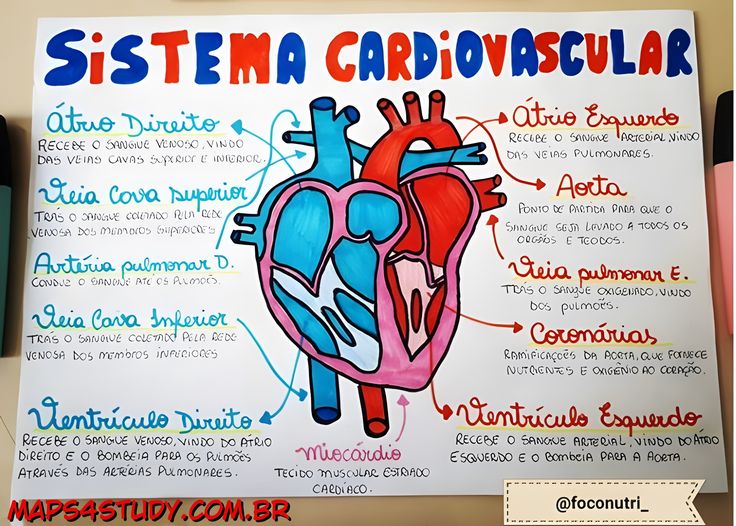 SISTEMA CARDIOVASCULAR
Átrio Direito
RECEBE O SANGUE VENOSO, VINDO
DAS VEIAS CAVAS SUPERIOR E INFERIOR.
Veia Cova Superior
TRÁS O SANGUE COLETADO PELA REDE
VENOSA DOS MEMBROS SUPERIORES
Artéria pulmonar D.
CONDUZ O SANGUE ATÉ OS PULMÕES.
Veia Cava Inferior
TRÁS O SANGUE COLETADO PELA REDE
VENOSA DOS MEMBROS INFERIORES
Ventrículo Direito
RECEBE O SANGUE VENOSO, VINDO DO ÁTRIO
DIREITO E O BOMBEIA PARA OS PULMÕES
ATRAVÉS DAS ARTÉRIAS PULMONARES.
Miocárdio
TECIDO MUSCULAR ESTRIADO
CARDÍACO.
Átrio Esquerdo
RECEBE O SANGUE ARTERIAL, VINDO
DAS VEIAS PULMONARES.
Aorta
PONTO DE PARTIDA PARA QUE O
SANGUE SEJA LEVADO A TODOS OS
ORGÃOS E TECIDOS.
Veia pulmonar E.
TRÁS O SANGUE OXIGENADO, VINDO
DOS PULMÕES.
Coronárias
RAMIFICAÇÕES DA AORTA, QUE FORNECE
NUTRIENTES E OXIGÊNIO AO CORAÇÃO.
Ventrículo Esquerdo
RECEBE O SANGUE ARTERIAL, VINDO DO ÁTRIO
ESQUERDO E O BOMBEIA PARA A AORTA.
MAPS4STUDY.COM.BR
@foconutri_